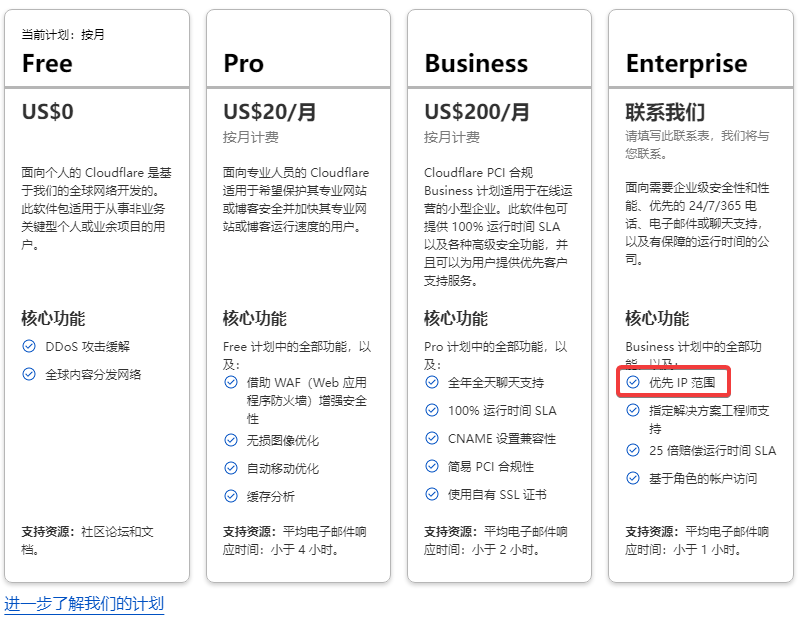 当前计划：按月
Free
US$0
面向个人的 Cloudflare 是基
于我们的全球网络开发的。
此软件包适用于从事非业务
关键型个人或业余项目的用
户。
核心功能
DDoS 攻击缓解
全球内容分发网络
支持资源：社区论坛和文
档。
Pro
US$20/月
按月计费
面向专业人员的 Cloudflare
适用于希望保护其专业网站
或博客安全并加快其专业网
站或博客运行速度的用户。
核心功能
Free 计划中的全部功能，以
及：
借助 WAF（Web 应用
程序防火墙）增强安全
性
无损图像优化
自动移动优化
缓存分析
支持资源：平均电子邮件响
应时间：小于 4 小时。
Business
US$200/月
按月计费
Cloudflare PCI 合规
Business 计划适用于在线运
营的小型企业。此软件包可
提供 100% 运行时间 SLA
以及各种高级安全功能，并
且可以为用户提供优先客户
支持服务。
核心功能
Pro 计划中的全部功能，以
及：
全年全天聊天支持
100% 运行时间 SLA
CNAME 设置兼容性
简易 PCI 合规性
使用自有 SSL 证书
支持资源：平均电子邮件响
应时间：小于 2 小时。
Enterprise
联系我们
请填写此联系表，我们将与
您联系。
面向需要企业级安全性和性
能、优先的 24/7/365 电
话、电子邮件或聊天支持，
以及有保障的运行时间的公
司。
核心功能
Business 计划中的全部功
能，以及：
优先 IP 范围
指定解决方案工程师支
持
25 倍赔偿运行时间 SLA
基于角色的帐户访问
支持资源：平均电子邮件响
应时间：小于 1 小时。
进一步了解我们的计划